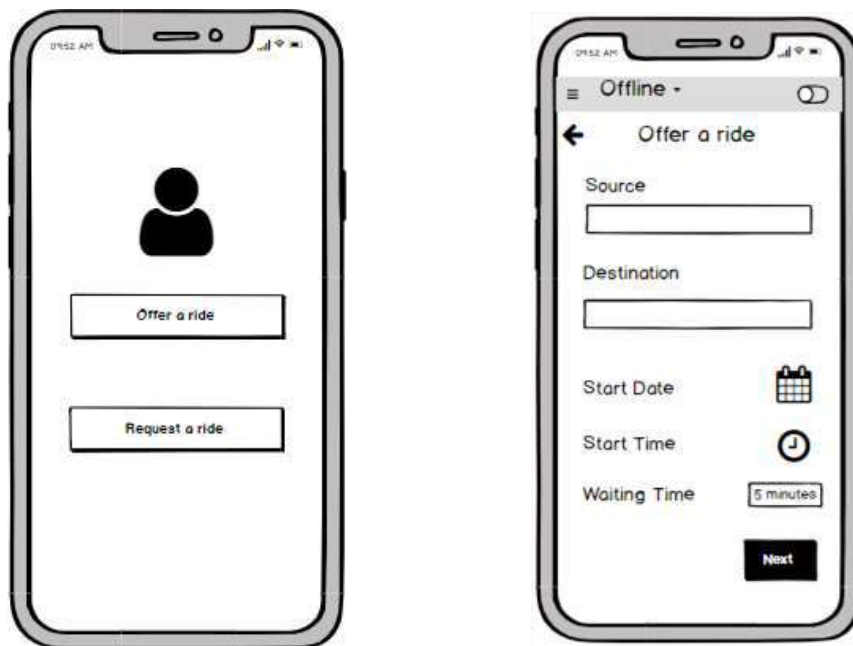 09:52 AM
Offer a ride
Request a ride
09:52 AM
Offline
Offer a ride
Source
Destination
Start Date
Start Time
Waiting Time
5 minutes
Next